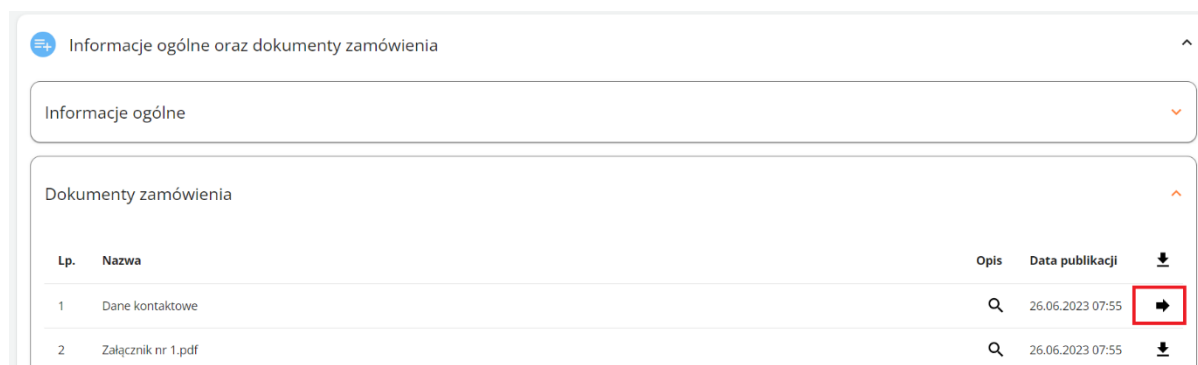 Informacje ogólne oraz dokumenty zamówienia
Informacje ogólne
Dokumenty zamówienia
Lp. Nazwa Opis Data publikacji
1 Dane kontaktowe 26.06.2023 07:55
2 Załącznik nr 1.pdf 26.06.2023 07:55